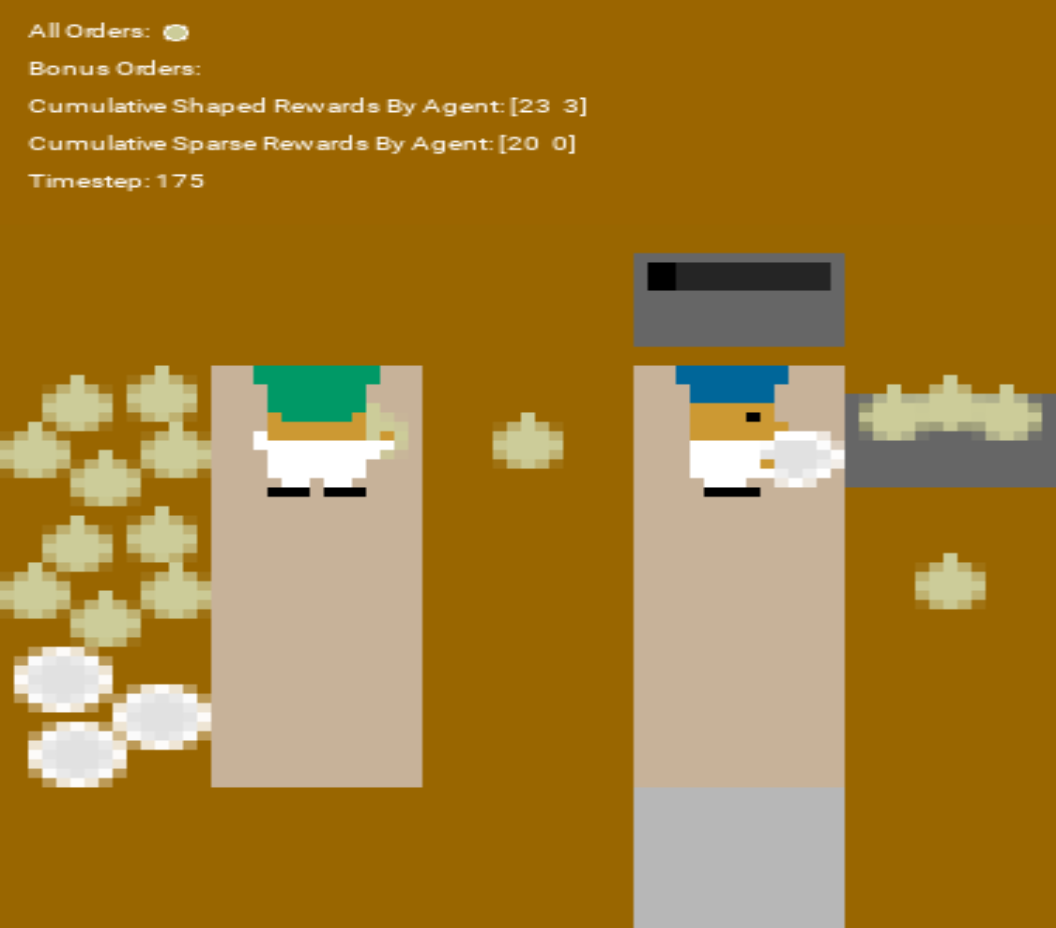 All Orders:
Bonus Orders:
Cumulative Shaped Rewards By Agent: [23 3]
Cumulative Sparse Rewards By Agent: [20 0]
Timestep: 175